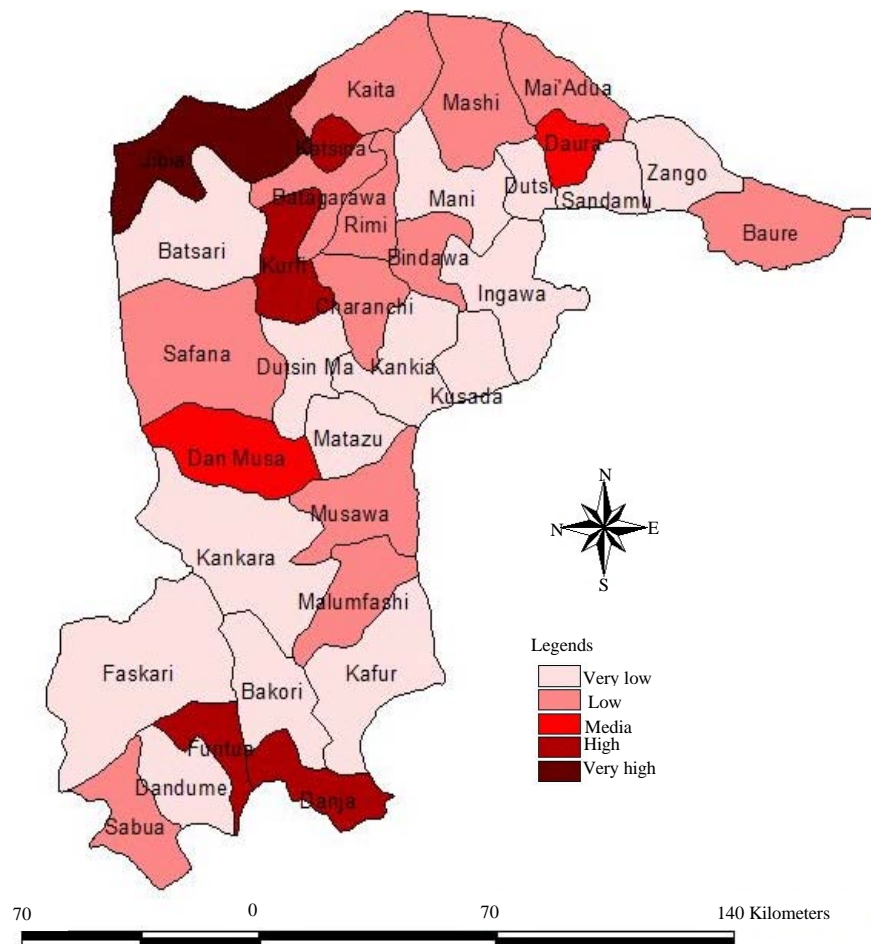 Kaita
Mashi
Mai'Adua
Katsina
Daura
Jibia
Zango
Batagarawa
Mani
Dutsi
Sandamu
Rimi
Baure
Batsari
Kurfi
Bindawa
Ingawa
Charanchi
Safana
Dutsin Ma
Kankia
Kusada
Matazu
Dan Musa
Musawa
Kankara
Malumfashi
Faskari
Bakori
Kafur
Funtua
Dandume
Danja
Sabua
N
N
E
S
Legends
Very low
Low
Media
High
Very high
70 0 70 140 Kilometers